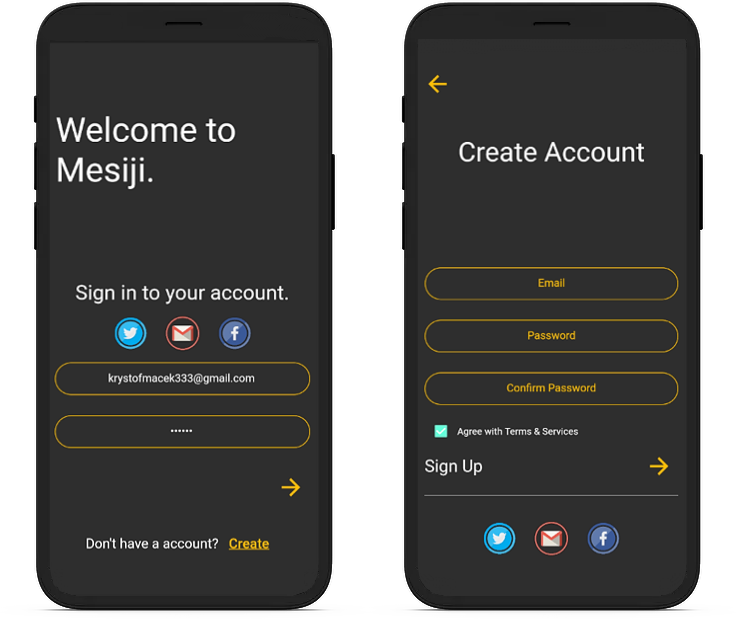 Welcome to
Mesiji.
Sign in to your account.
krystofmacek333@gmail.com
••••••
Don't have a account? Create
Create Account
Email
Password
Confirm Password
Agree with Terms & Services
Sign Up